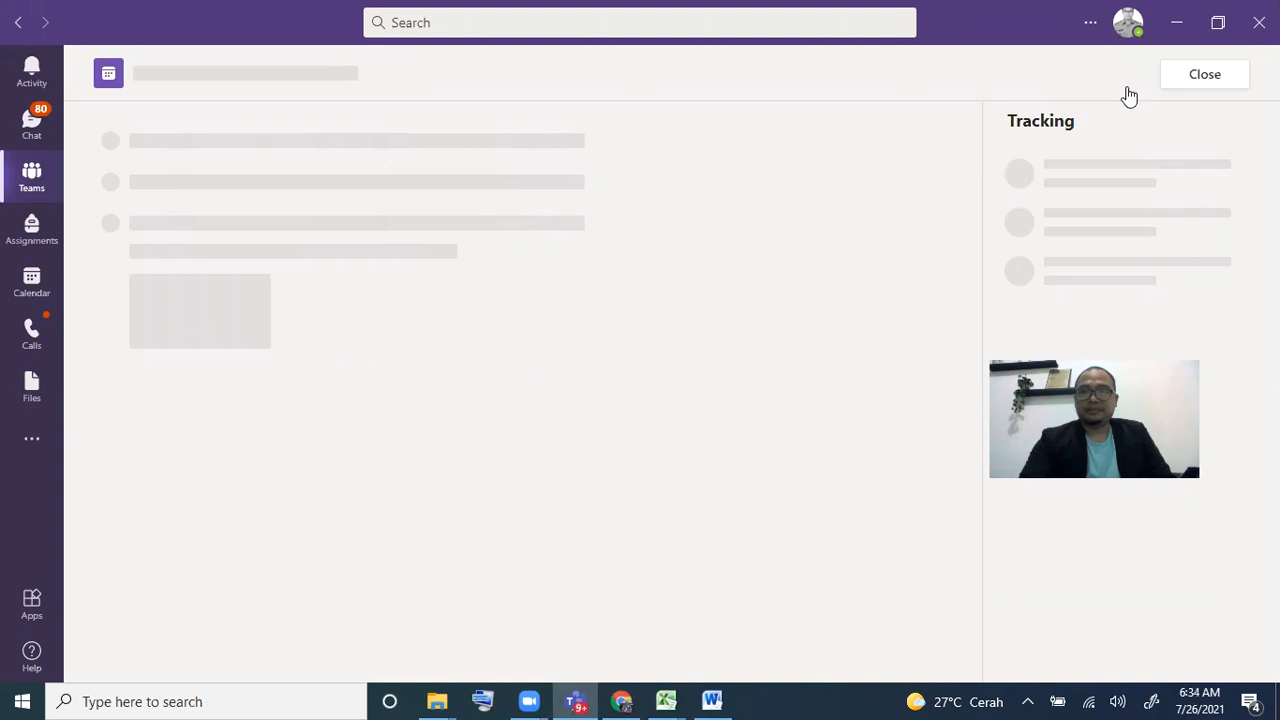 Search
Close
Activity
80
Chat
Teams
Assignments
Calendar
Calls
Files
Apps
Help
Tracking
Type here to search
9+
27°C Cerah
6:34 AM
7/26/2021
4